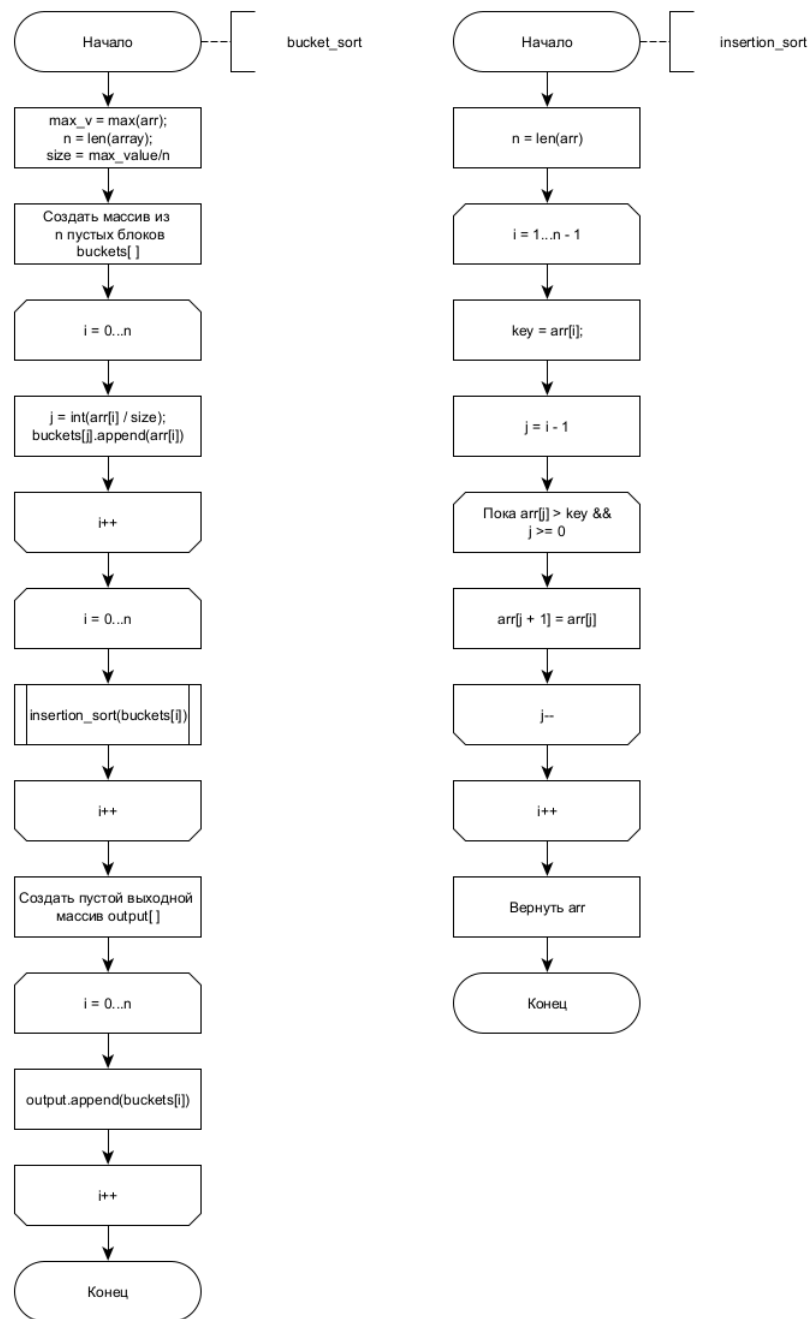 Начало
bucket_sort
max_v = max(arr);
n = len(array);
size = max_value/n
Создать массив из
n пустых блоков
buckets[ ]
i = 0...n
j = int(arr[i] / size);
buckets[j].append(arr[i])
i++
i = 0...n
insertion_sort(buckets[i])
i++
Создать пустой выходной
массив output[ ]
i = 0...n
output.append(buckets[i])
i++
Конец
Начало
insertion_sort
n = len(arr)
i = 1...n - 1
key = arr[i];
j = i - 1
Пока arr[j] > key &&
j >= 0
arr[j + 1] = arr[j]
j--
i++
Вернуть arr
Конец